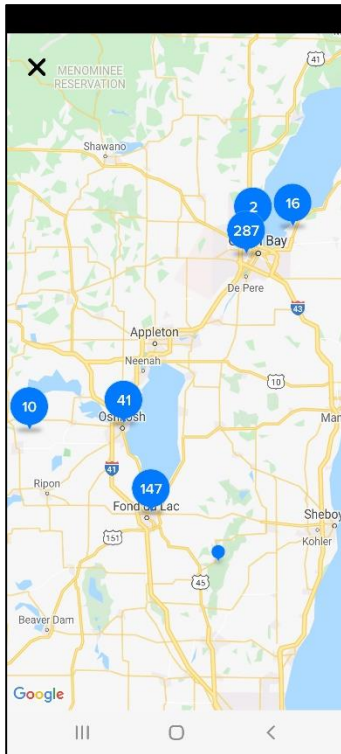 41
MENOMINEE
RESERVATION
Shawano
2
16
287
Bay
De Pere
43
Appleton
Neenah
10
10
41
Oshkosh
Man
41
Ripon
147
Fond du Lac
Sheboy
Kohler
151
45
Beaver Dam
Google